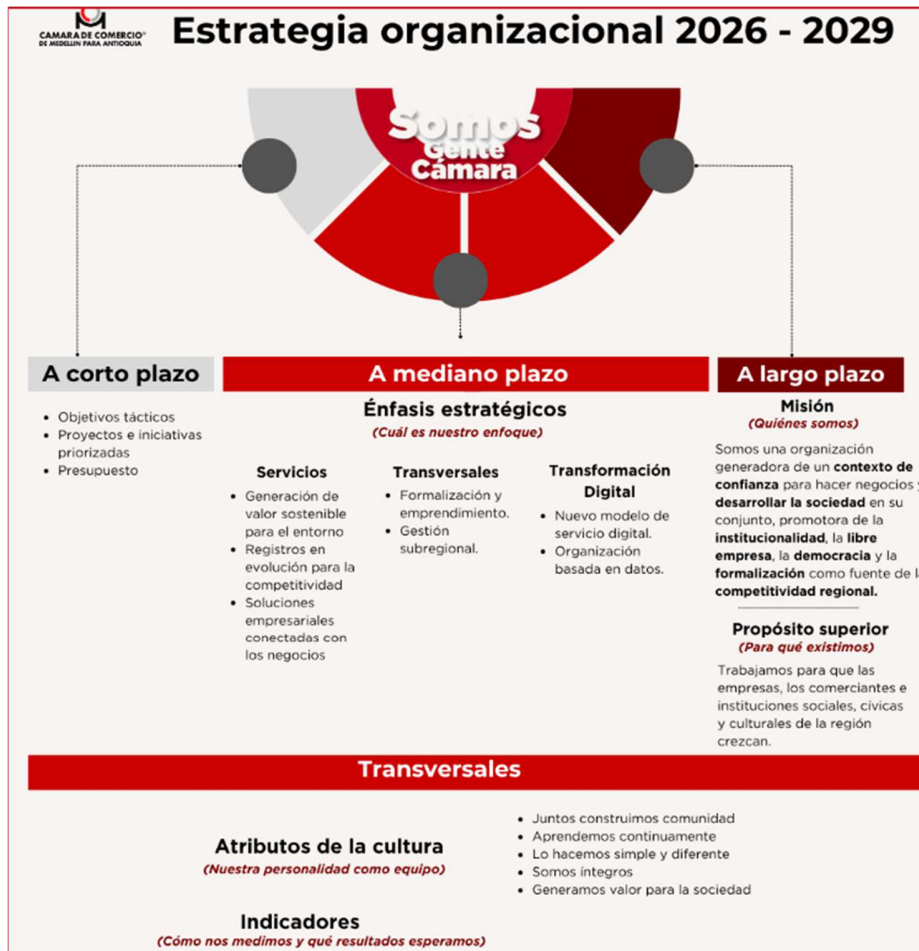 CAMARA DE COMERCIO®
DE MEDELLIN PARA ANTIOQUIA
Estrategia organizacional 2026 - 2029
Somos
Gente
Cámara
A corto plazo
• Objetivos tácticos
• Proyectos e iniciativas
priorizadas
• Presupuesto
A mediano plazo
Énfasis estratégicos
(Cuál es nuestro enfoque)
Servicios
• Generación de
valor sostenible
para el entorno
• Registros en
evolución para la
competitividad
• Soluciones
empresariales
conectadas con
los negocios
Transversales
• Formalización y
emprendimiento.
• Gestión
subregional.
Transformación
Digital
• Nuevo modelo de
servicio digital.
• Organización
basada en datos.
A largo plazo
Misión
(Quiénes somos)
Somos una organización
generadora de un contexto de
confianza para hacer negocios y
desarrollar la sociedad en su
conjunto, promotora de la
institucionalidad, la libre
empresa, la democracia y la
formalización como fuente de la
competitividad regional.
Propósito superior
(Para qué existimos)
Trabajamos para que las
empresas, los comerciantes e
instituciones sociales, cívicas
y culturales de la región
crezcan.
Transversales
Atributos de la cultura
(Nuestra personalidad como equipo)
• Juntos construimos comunidad
• Aprendemos continuamente
• Lo hacemos simple y diferente
• Somos íntegros
• Generamos valor para la sociedad
Indicadores
(Cómo nos medimos y qué resultados esperamos)